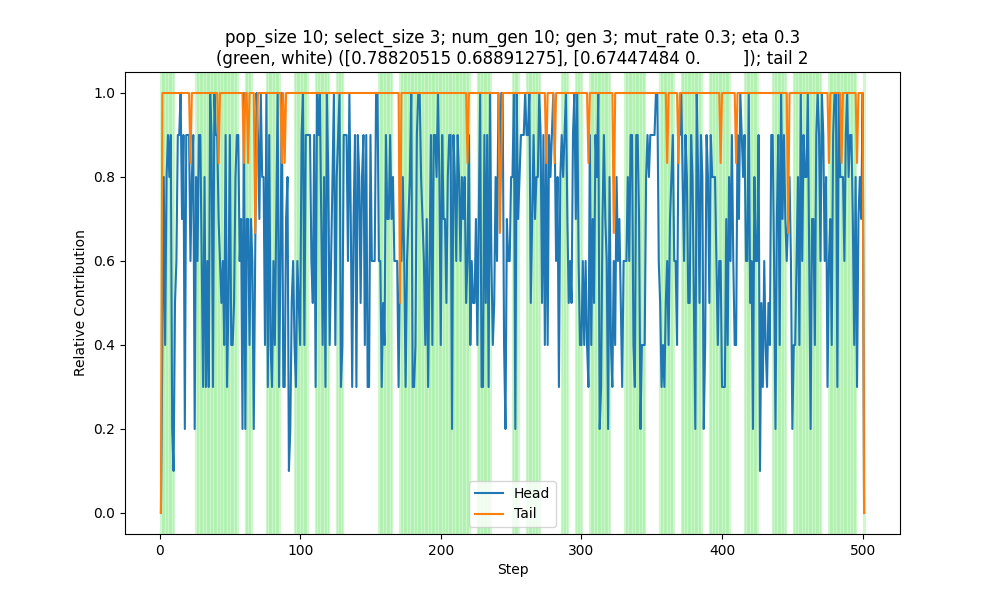 pop_size 10; select_size 3; num_gen 10; gen 3; mut_rate 0.3; eta 0.3
(green, white) ([0.78820515 0.68891275], [0.67447484 0.        ]); tail 2
Relative Contribution
1.0
0.8
0.6
0.4
0.2
0.0
Head
Tail
0
100
200
300
400
500
Step